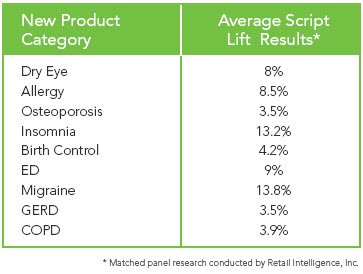 New Product Average Script
Category Lift Results*
Dry Eye 8%
Allergy 8.5%
Osteoporosis 3.5%
Insomnia 13.2%
Birth Control 4.2%
ED 9%
Migraine 13.8%
GERD 3.5%
COPD 3.9%
* Matched panel research conducted by Retail Intelligence, Inc.